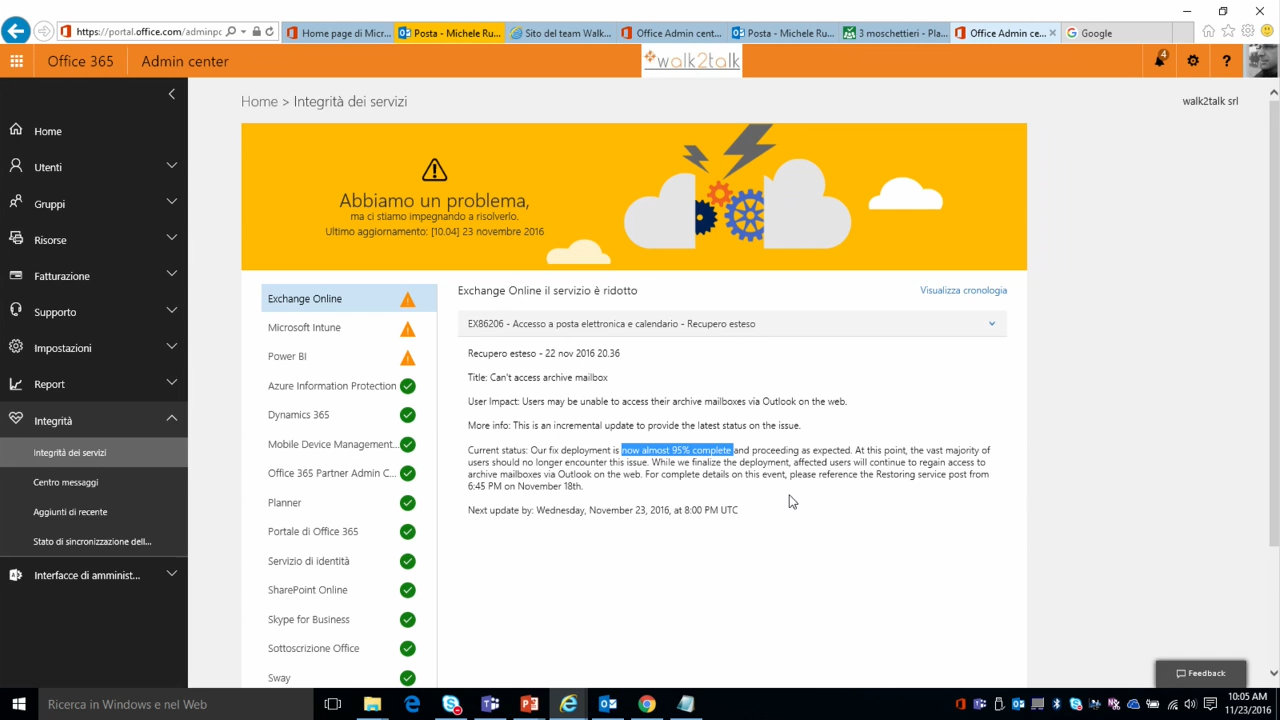 https://portal.office.com/adminpo
Home page di Micr...
Posta - Michele Ru...
Sito del team Walk...
Office Admin cent...
Posta - Michele Ru...
3 moschettieri - Pla...
Office Admin ce...
Google
Office 365
Admin center
walk2talk
4
?
Home > Integrità dei servizi
walk2talk srl
Home
Utenti
Gruppi
Risorse
Fatturazione
Supporto
Impostazioni
Report
Integrità
Integrità dei servizi
Centro messaggi
Aggiunti di recente
Stato di sincronizzazione dell...
Interfacce di amminist...
Abbiamo un problema,
ma ci stiamo impegnando a risolverlo.
Ultimo aggiornamento: [10.04] 23 novembre 2016
Exchange Online
Microsoft Intune
Power BI
Azure Information Protection
Dynamics 365
Mobile Device Management...
Office 365 Partner Admin C...
Planner
Portale di Office 365
Servizio di identità
SharePoint Online
Skype for Business
Sottoscrizione Office
Sway
Exchange Online il servizio è ridotto
Visualizza cronologia
EX86206 - Accesso a posta elettronica e calendario - Recupero esteso
Recupero esteso - 22 nov 2016 20.36
Title: Can't access archive mailbox
User Impact: Users may be unable to access their archive mailboxes via Outlook on the web.
More info: This is an incremental update to provide the latest status on the issue.
Current status: Our fix deployment is now almost 95% complete and proceeding as expected. At this point, the vast majority of
users should no longer encounter this issue. While we finalize the deployment, affected users will continue to regain access to
archive mailboxes via Outlook on the web. For complete details on this event, please reference the Restoring service post from
6:45 PM on November 18th.
Next update by: Wednesday, November 23, 2016, at 8:00 PM UTC
Feedback
Ricerca in Windows e nel Web
10:05 AM
11/23/2016